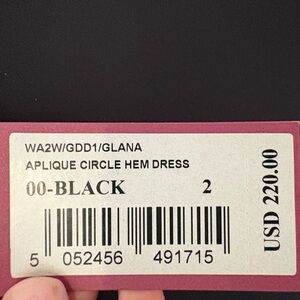 WA2W/GDD1/GLANA
APLIQUE CIRCLE HEM DRESS
00-BLACK 2
5 052456 491715
USD 220.00